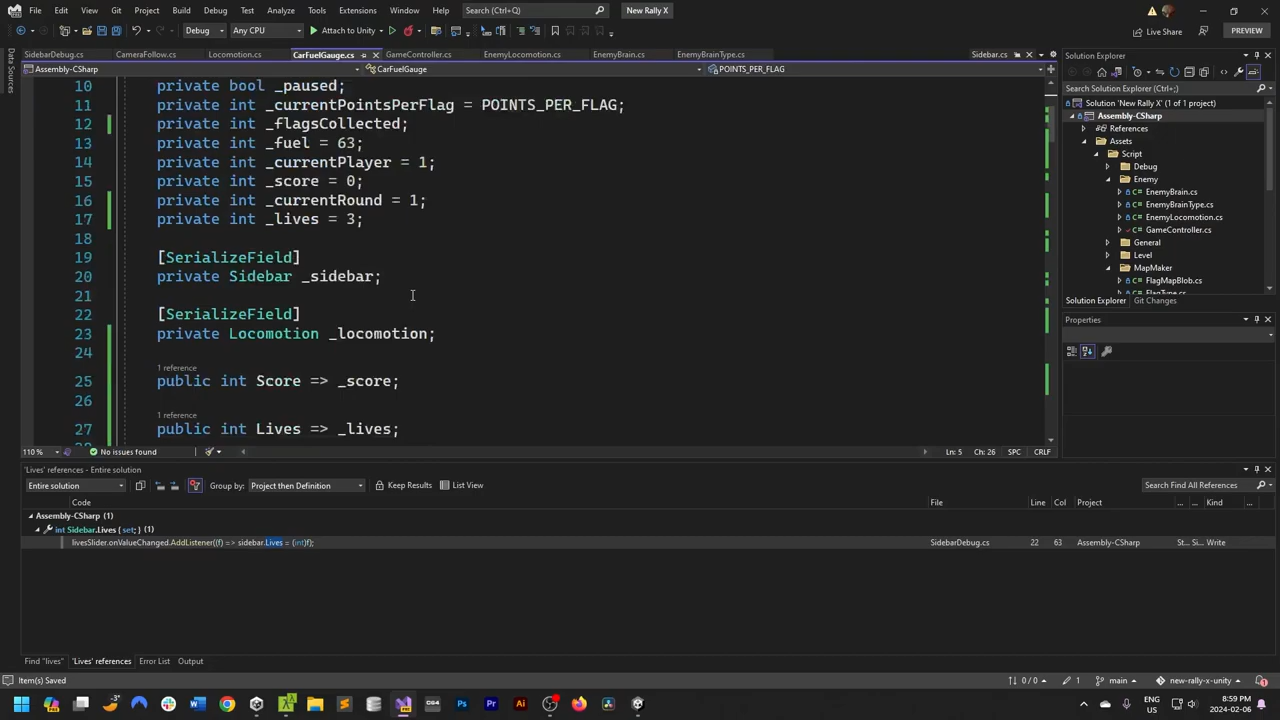 File Edit View Git Project Build Debug Test Analyze Tools Extensions Window Help Search (Ctrl+Q) New Rally X
Debug Any CPU Attach to Unity Live Share PREVIEW
Data Sources
SidebarDebug.cs CameraFollow.cs Locomotion.cs CarFuelGauge.cs GameController.cs EnemyLocomotion.cs EnemyBrain.cs EnemyBrainType.cs Sidebar.cs
Assembly-CSharp CarFuelGauge POINTS_PER_FLAG
10 private bool _paused;
11 private int _currentPointsPerFlag = POINTS_PER_FLAG;
12 private int _flagsCollected;
13 private int _fuel = 63;
14 private int _currentPlayer = 1;
15 private int _score = 0;
16 private int _currentRound = 1;
17 private int _lives = 3;
18
19 [SerializeField]
20 private Sidebar _sidebar;
21
22 [SerializeField]
23 private Locomotion _locomotion;
24
1 reference
25 public int Score => _score;
26
1 reference
27 public int Lives => _lives;
110 % No issues found Ln: 5 Ch: 26 SPC CRLF
Solution Explorer
Search Solution Explorer (Ctrl+;)
Solution 'New Rally X' (1 of 1 project)
Assembly-CSharp
References
Assets
Script
Debug
Enemy
EnemyBrain.cs
EnemyBrainType.cs
EnemyLocomotion.cs
GameController.cs
General
Level
MapMaker
FlagMapBlob.cs
FlagType.cs
Solution Explorer Git Changes
Properties
'Lives' references - Entire solution
Entire solution Group by: Project then Definition Keep Results List View Search Find All References
Code File Line Col Project ... ... Kind ...
Assembly-CSharp (1)
int Sidebar.Lives { set; } (1)
livesSlider.onValueChanged.AddListener((f) => sidebar.Lives = (int)f); SidebarDebug.cs 22 63 Assembly-CSharp St... Si... Write
Find "lives" 'Lives' references Error List Output
Item(s) Saved 0 / 0 1 main new-rally-x-unity
ENG US 8:59 PM 2024-02-06